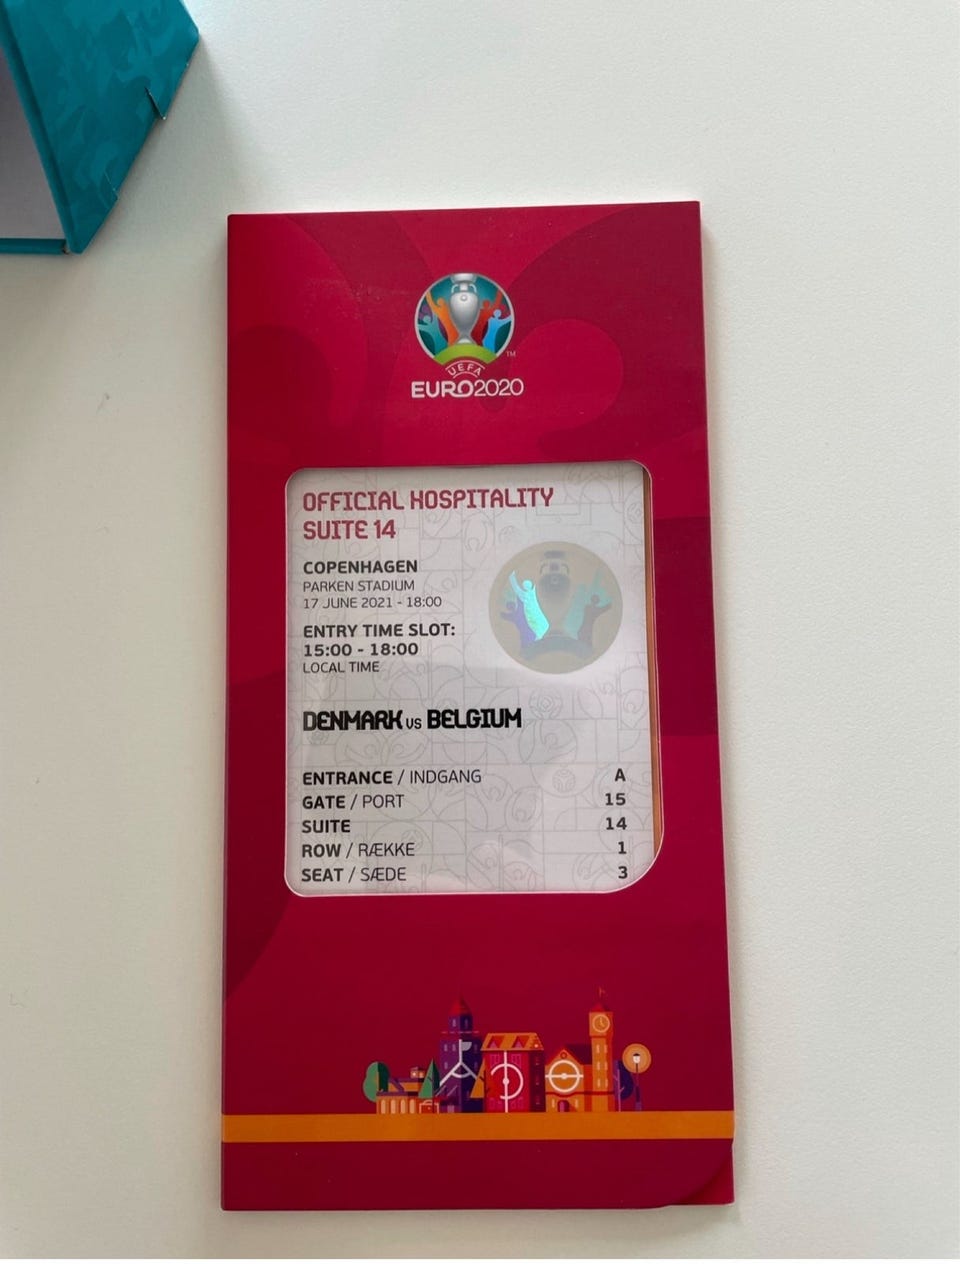 UEFA
EURO2020
OFFICIAL HOSPITALITY
SUITE 14
COPENHAGEN
PARKEN STADIUM
17 JUNE 2021 - 18:00
ENTRY TIME SLOT:
15:00 - 18:00
LOCAL TIME
DENMARK vs BELGIUM
ENTRANCE / INDGANG A
GATE / PORT 15
SUITE 14
ROW / RÆKKE 1
SEAT / SÆDE 3